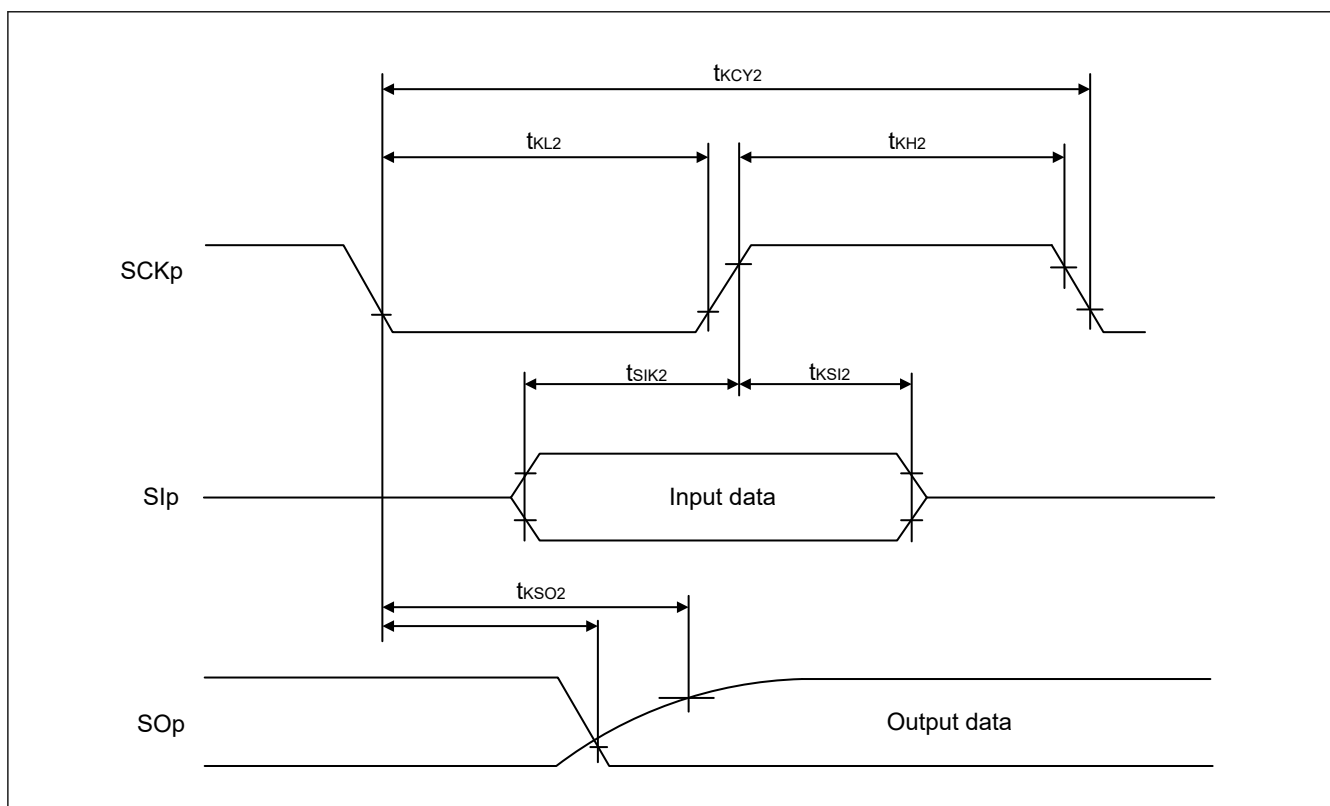 tKCY2
tKL2
tKH2
SCKp
tSIK2
tKSI2
SIp
Input data
tKSO2
SOp
Output data